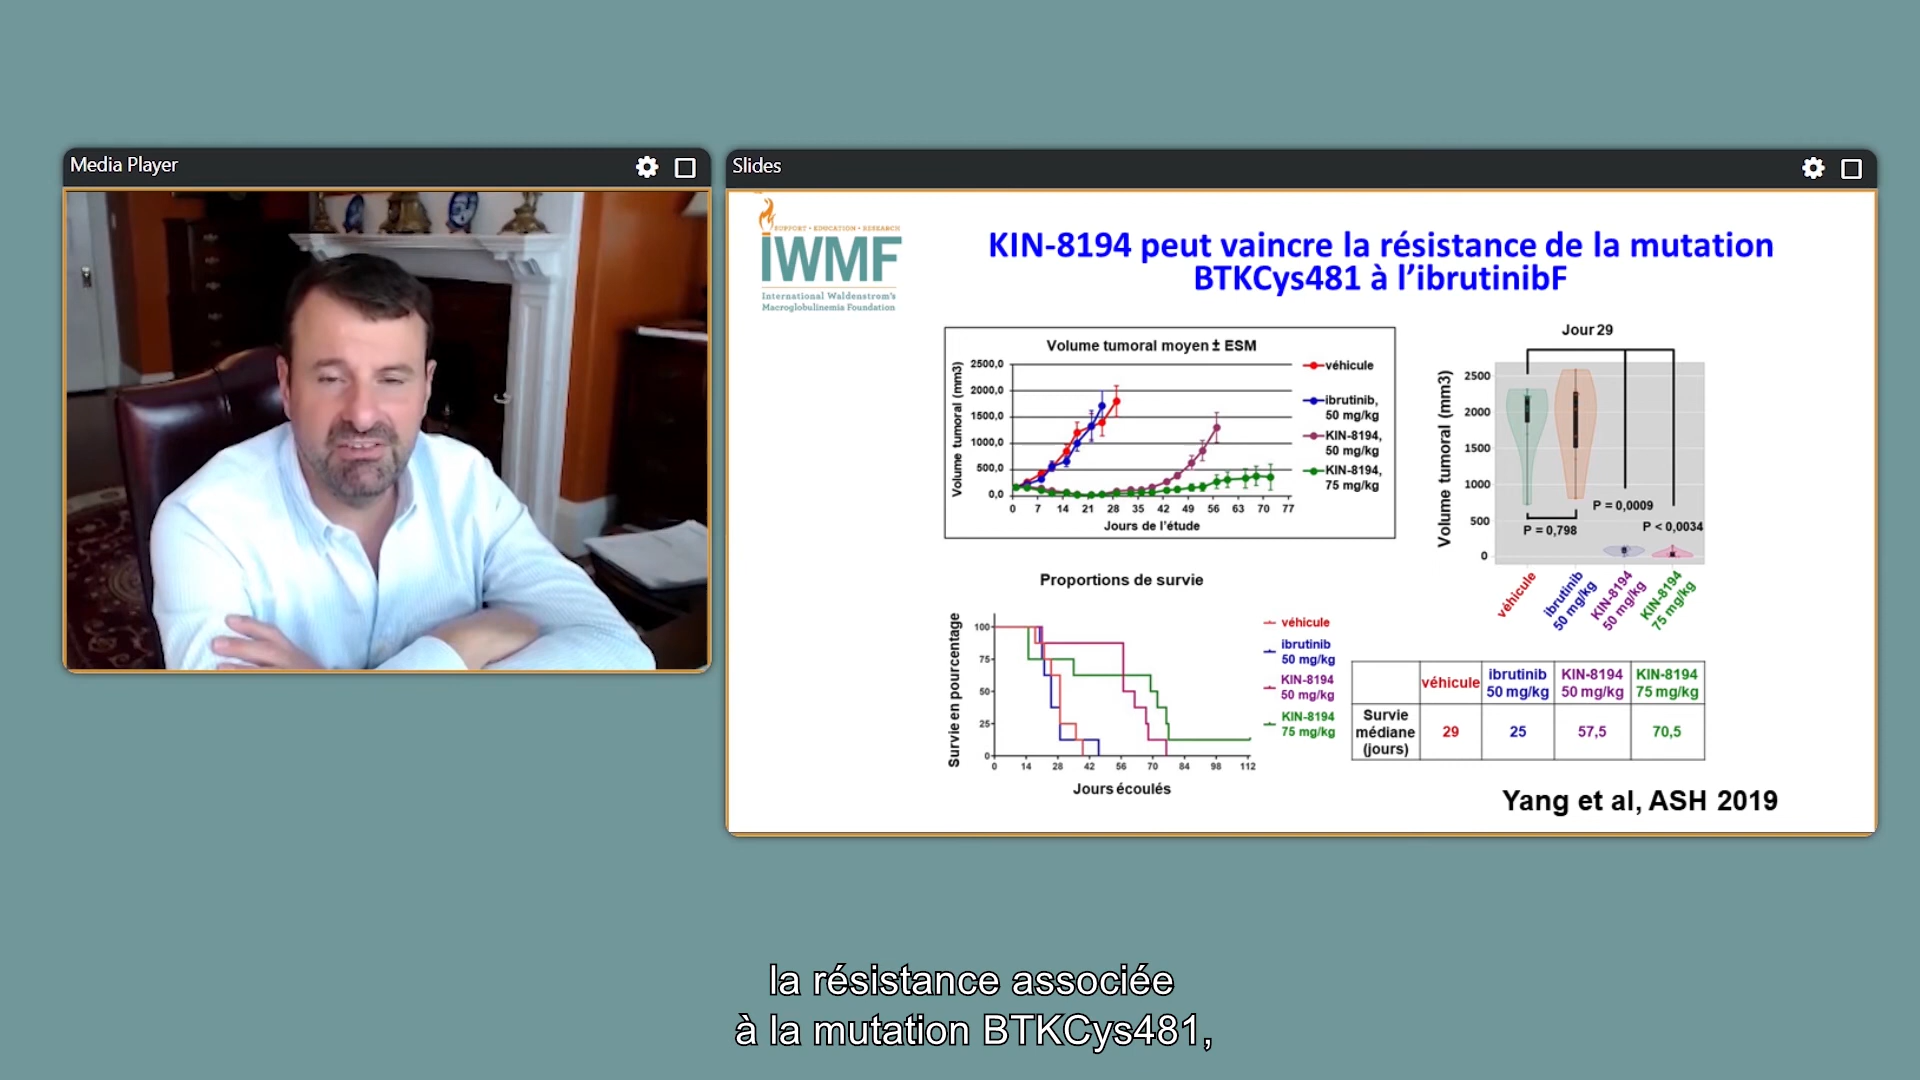 Media Player
Slides
SUPPORT • EDUCATION • RESEARCH
IWMF
International Waldenstrom's
Macroglobulinemia Foundation
KIN-8194 peut vaincre la résistance de la mutation
BTKCys481 à l'ibrutinibF
Volume tumoral moyen ± ESM
Volume tumoral (mm3)
2500,0
2000,0
1500,0
1000,0
500,0
0,0
0 7 14 21 28 35 42 49 56 63 70 77
Jours de l'étude
véhicule
ibrutinib,
50 mg/kg
KIN-8194,
50 mg/kg
KIN-8194,
75 mg/kg
Jour 29
Volume tumoral (mm3)
2500
2000
1500
1000
500
0
P = 0,798
P = 0,0009
P < 0,0034
véhicule
ibrutinib
50 mg/kg
KIN-8194
50 mg/kg
KIN-8194
75 mg/kg
Proportions de survie
Survie en pourcentage
100
75
50
25
0
0 14 28 42 56 70 84 98 112
Jours écoulés
véhicule
ibrutinib
50 mg/kg
KIN-8194
50 mg/kg
KIN-8194
75 mg/kg
véhicule
ibrutinib
50 mg/kg
KIN-8194
50 mg/kg
KIN-8194
75 mg/kg
Survie
médiane
(jours)
29
25
57,5
70,5
Yang et al, ASH 2019
la résistance associée
à la mutation BTKCys481,